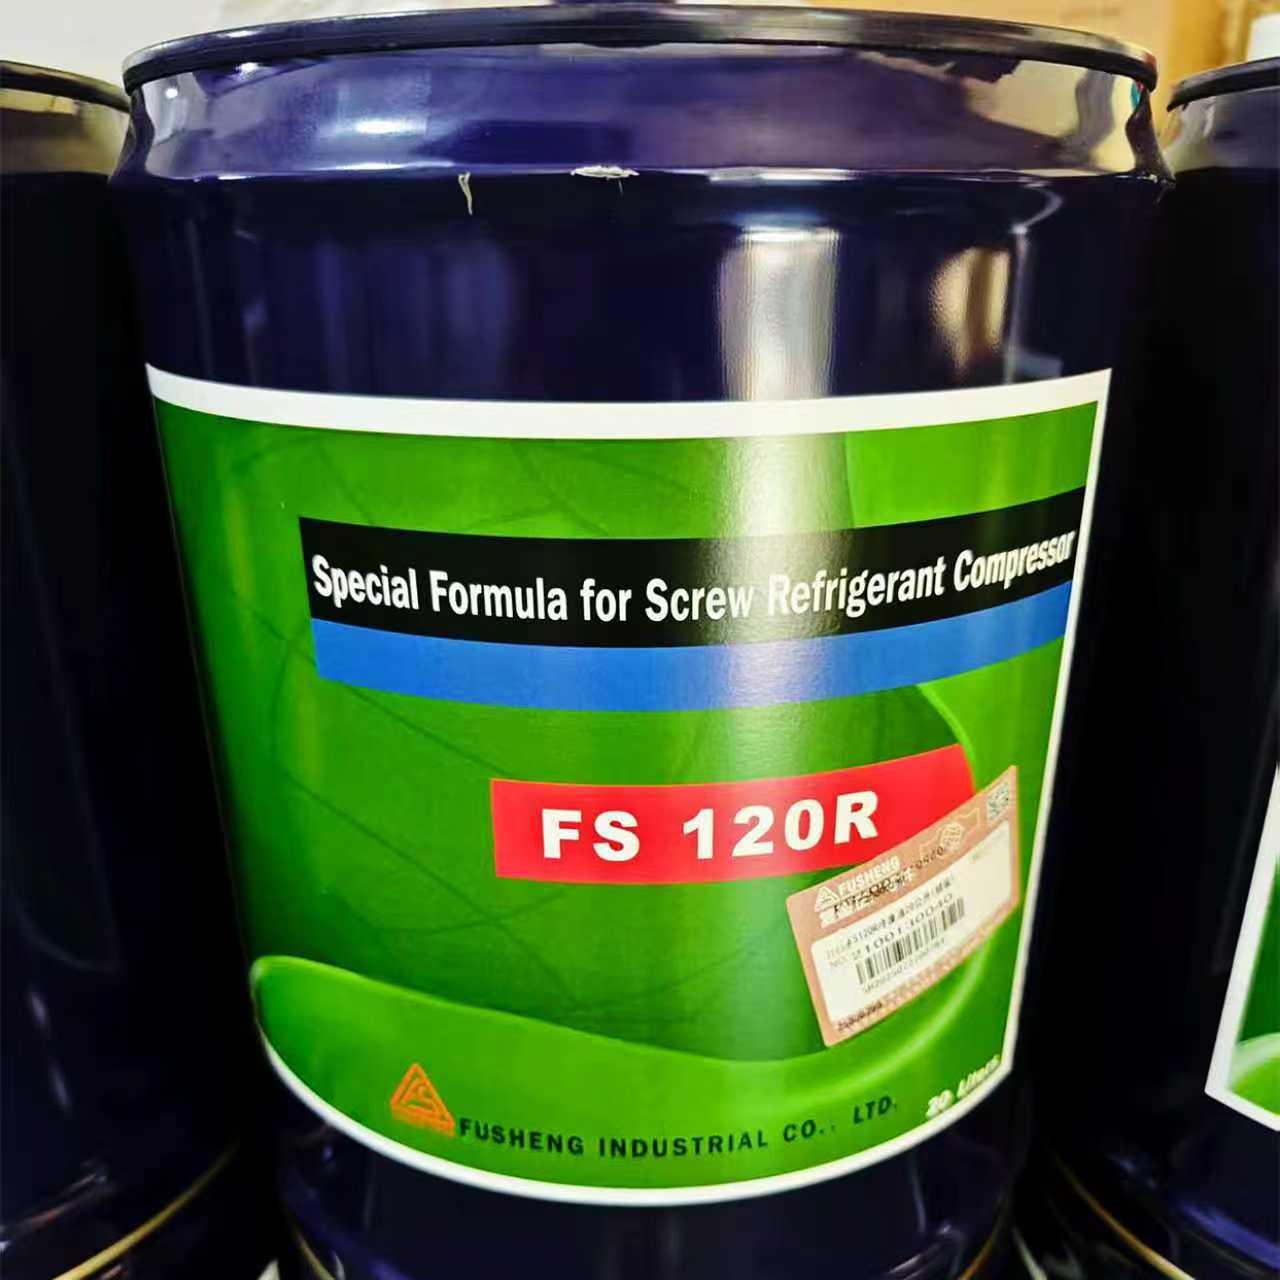 Special Formula for Screw Refrigerant Compressor
FS 120R
FUSHENG
20 Liters
FUSHENG INDUSTRIAL CO., LTD.